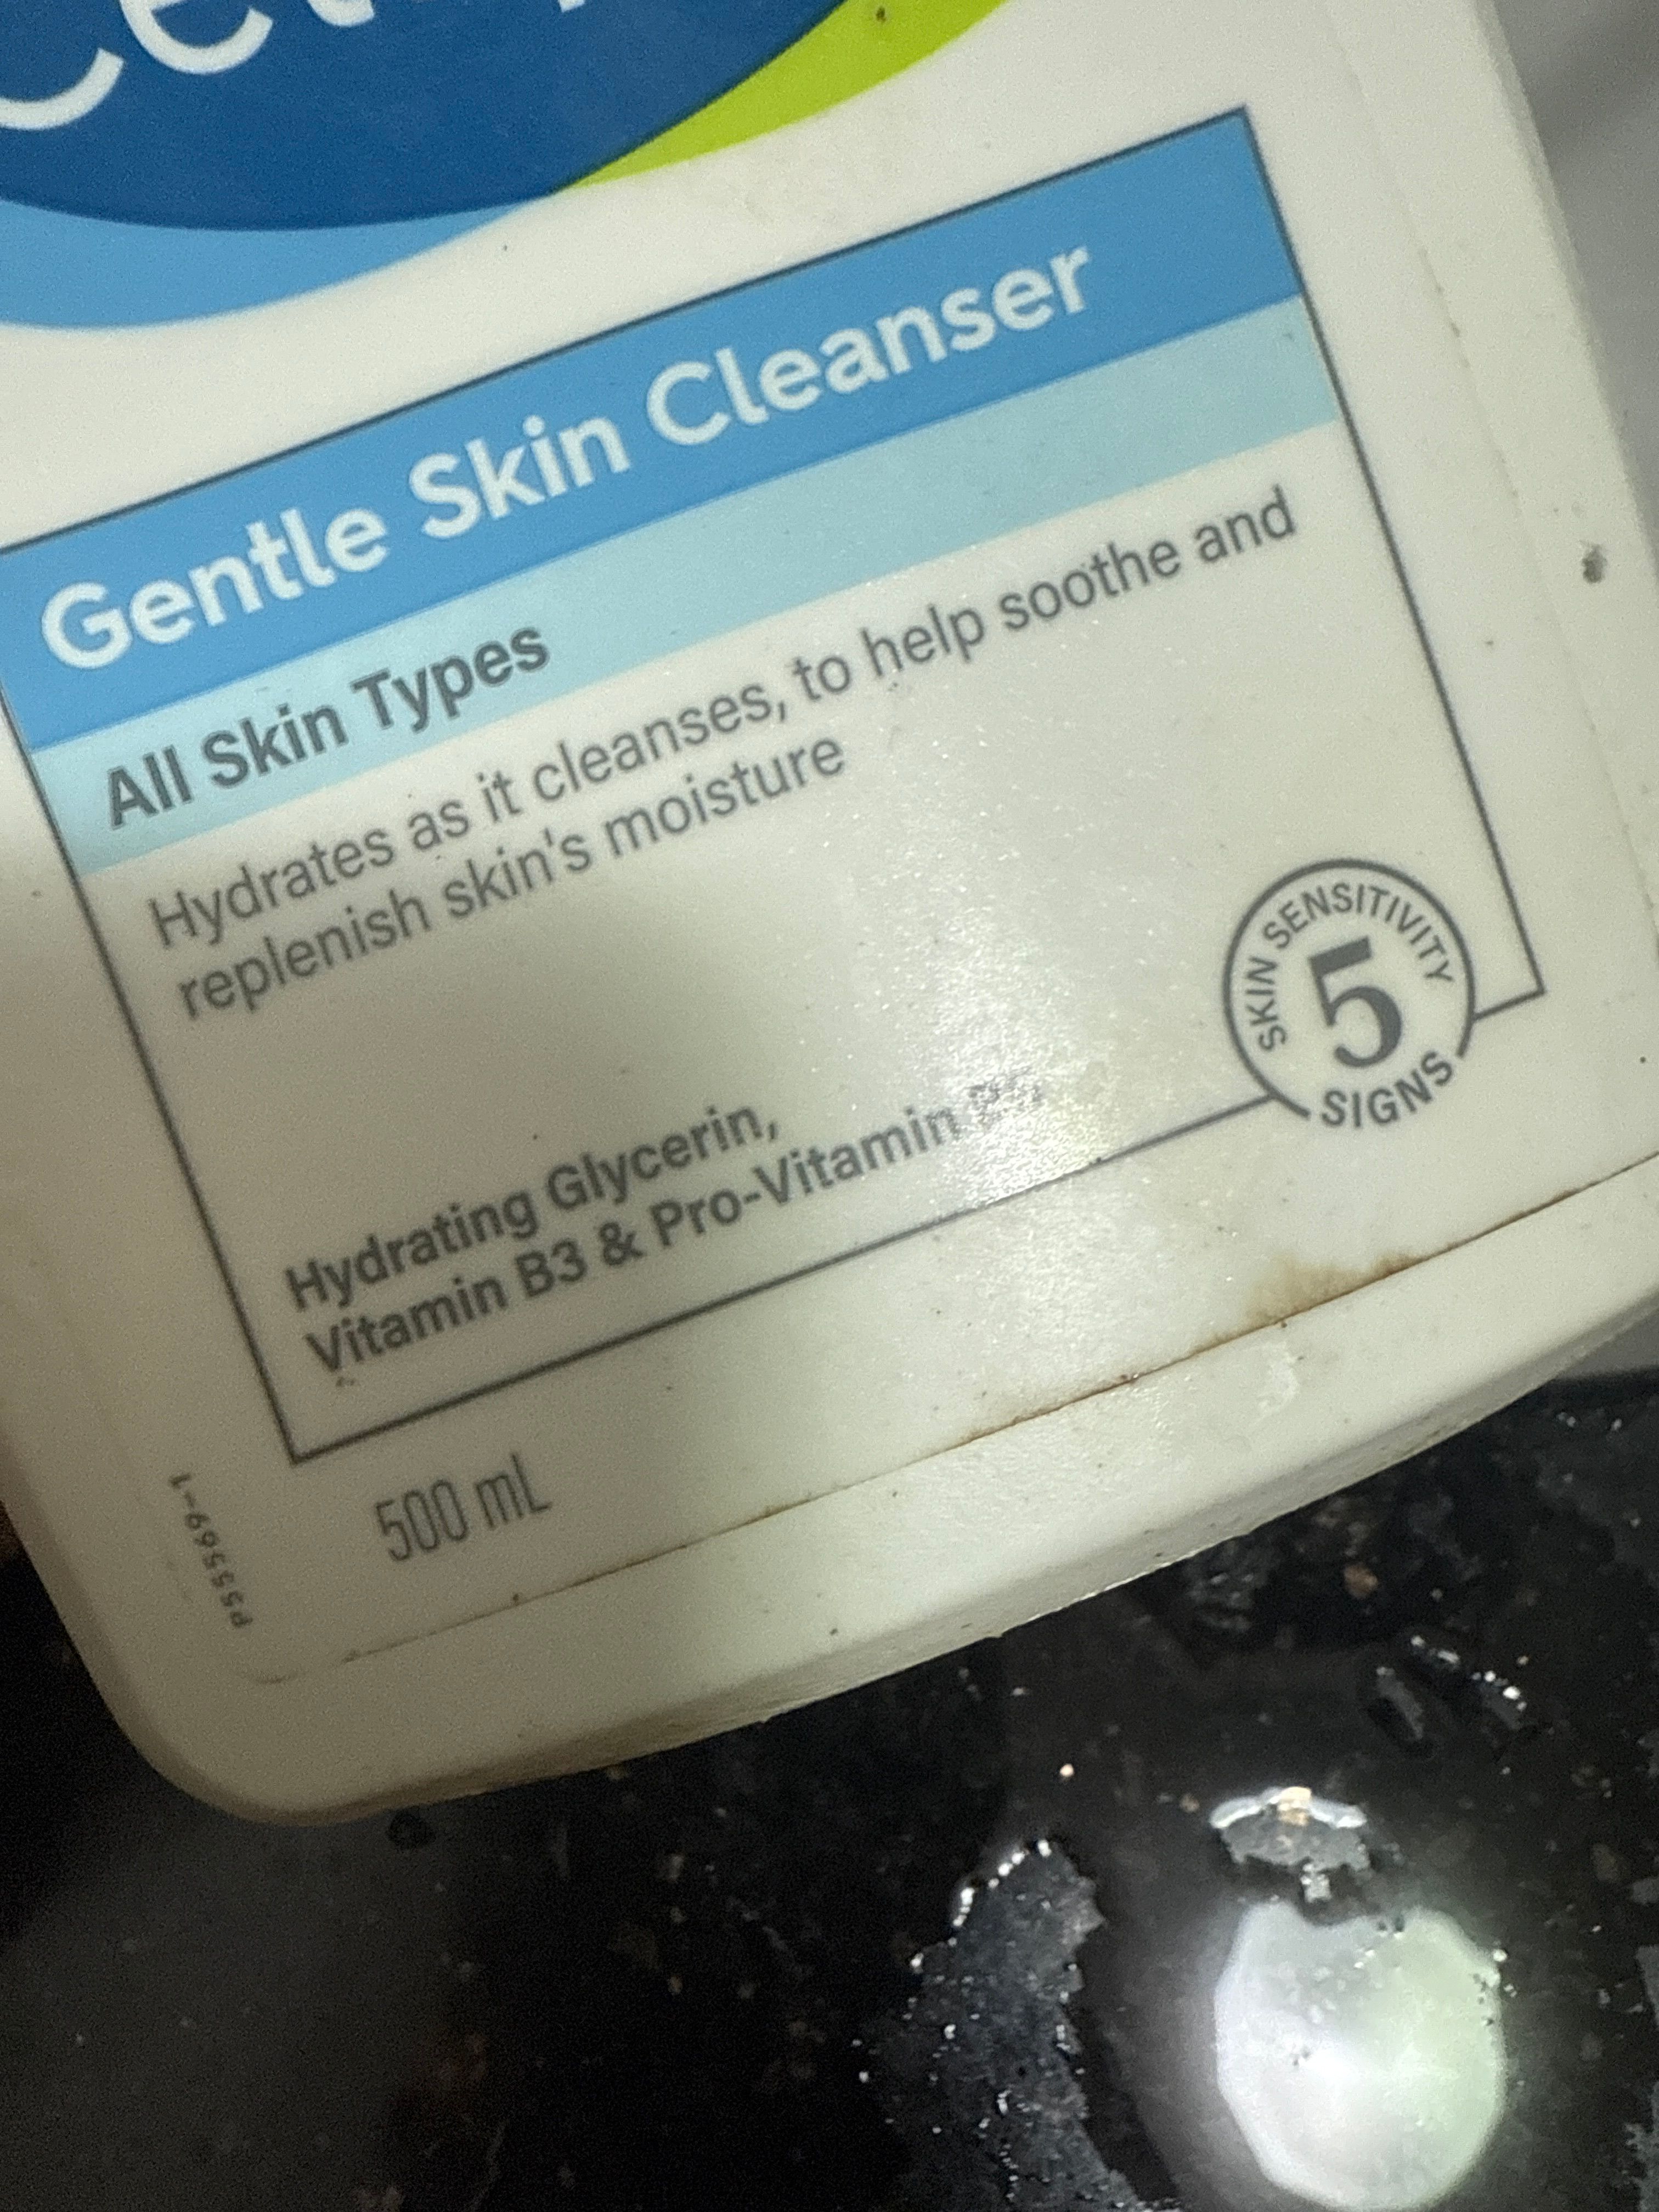 Gentle Skin Cleanser
All Skin Types
Hydrates as it cleanses, to help soothe and
replenish skin's moisture
Hydrating Glycerin,
Vitamin B3 & Pro-Vitamin
SKIN SENSITIVITY
5
SIGNS
500 mL
P55569-1